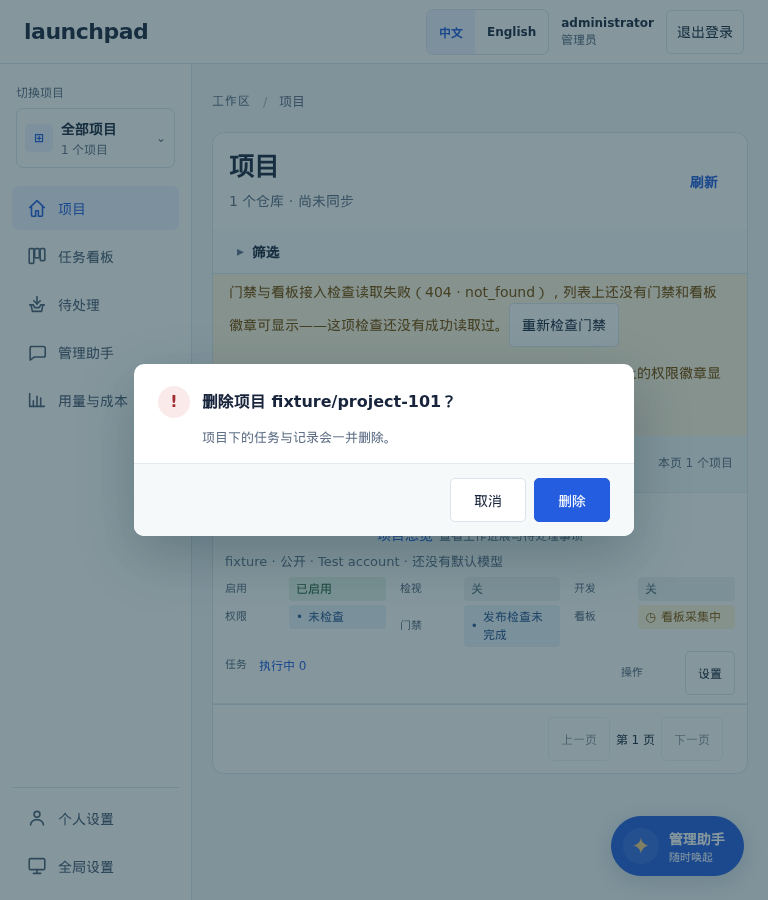 launchpad
中文
English
administrator
管理员
退出登录
切换项目
全部项目
1 个项目
项目
任务看板
待处理
管理助手
用量与成本
个人设置
全局设置
工作区 / 项目
项目
1 个仓库 · 尚未同步
刷新
▸ 筛选
门禁与看板接入检查读取失败（404 · not_found），列表上还没有门禁和看板
徽章可显示——这项检查还没有成功读取过。 重新检查门禁
的权限徽章显
本页 1 个项目
!
删除项目 fixture/project-101？
项目下的任务与记录会一并删除。
取消
删除
fixture · 公开 · Test account · 还没有默认模型
启用 已启用 检视 关 开发 关
权限 • 未检查 门禁 • 发布检查未完成 看板 看板采集中
任务 执行中 0 操作 设置
上一页 第 1 页 下一页
管理助手
随时唤起